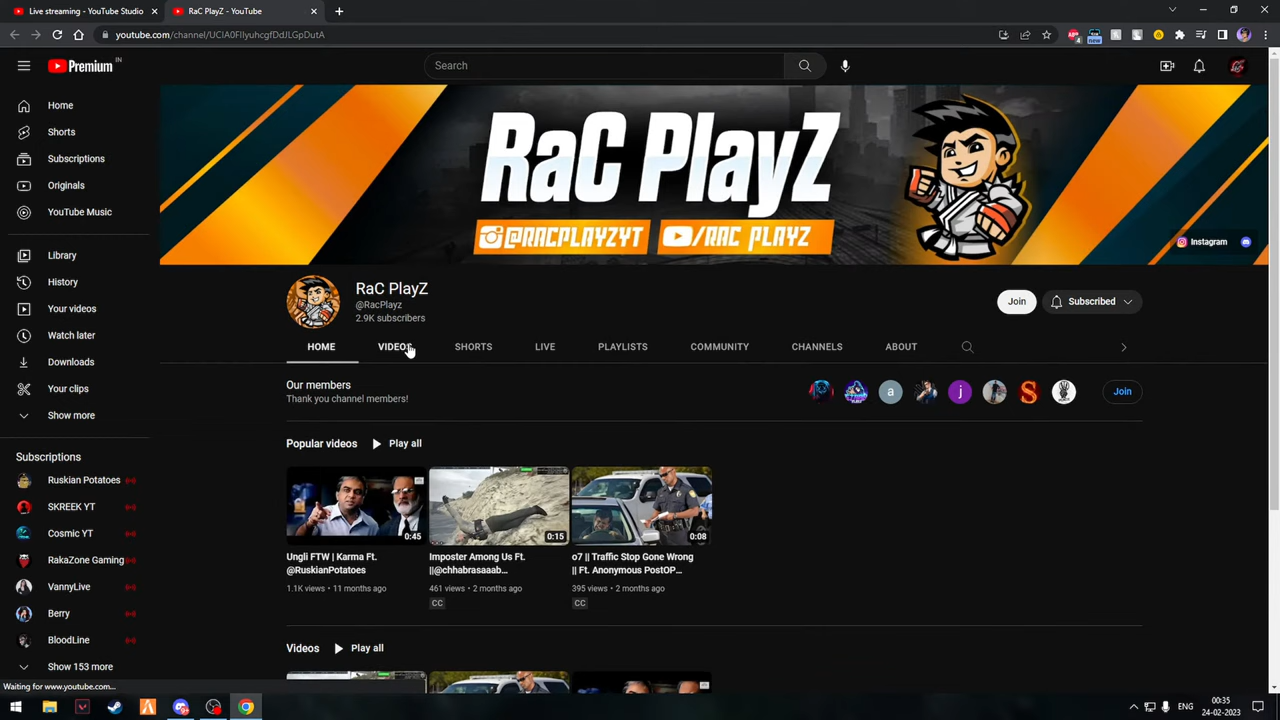 Live streaming - YouTube Studio
RaC PlayZ - YouTube
youtube.com/channel/UClA0FIlyuhcgfDdJLGpDutA
Premium IN
Search
Home
Shorts
Subscriptions
Originals
YouTube Music
Library
History
Your videos
Watch later
Downloads
Your clips
Show more
Subscriptions
Ruskian Potatoes
SKREEK YT
Cosmic YT
RakaZone Gaming
VannyLive
Berry
BloodLine
Show 153 more
RaC PlayZ
@RACPLAYZYT
/RAC PLAYZ
Instagram
RaC PlayZ
@RacPlayz
2.9K subscribers
Join
Subscribed
HOME VIDEOS SHORTS LIVE PLAYLISTS COMMUNITY CHANNELS ABOUT
Our members
Thank you channel members!
a
j
S
Join
Popular videos
Play all
0:45
Ungli FTW | Karma Ft.
@RuskianPotatoes
1.1K views • 11 months ago
0:15
Imposter Among Us Ft.
||@chhabrasaaab...
461 views • 2 months ago
CC
0:08
o7 || Traffic Stop Gone Wrong
|| Ft. Anonymous PostOP...
395 views • 2 months ago
CC
Videos
Play all
Waiting for www.youtube.com...
00:35
24-02-2023